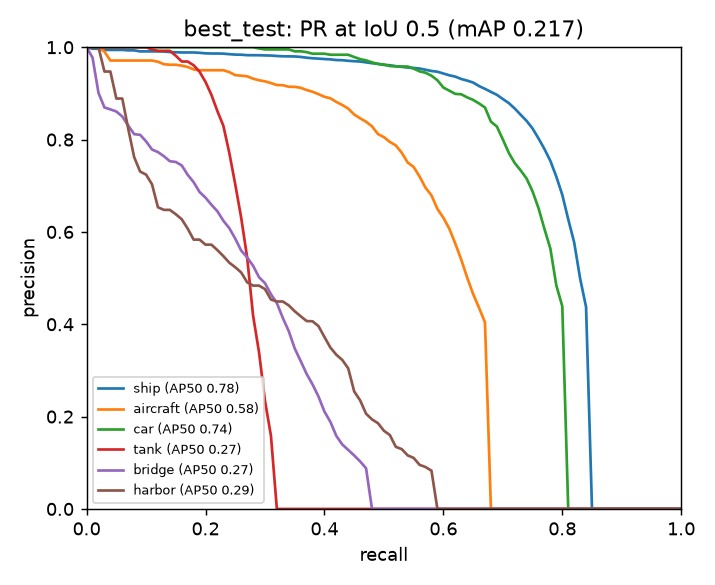 best_test: PR at IoU 0.5 (mAP 0.217)
1.0
0.8
0.6
0.4
0.2
0.0
precision
ship (AP50 0.78)
aircraft (AP50 0.58)
car (AP50 0.74)
tank (AP50 0.27)
bridge (AP50 0.27)
harbor (AP50 0.29)
0.0 0.2 0.4 0.6 0.8 1.0
recall